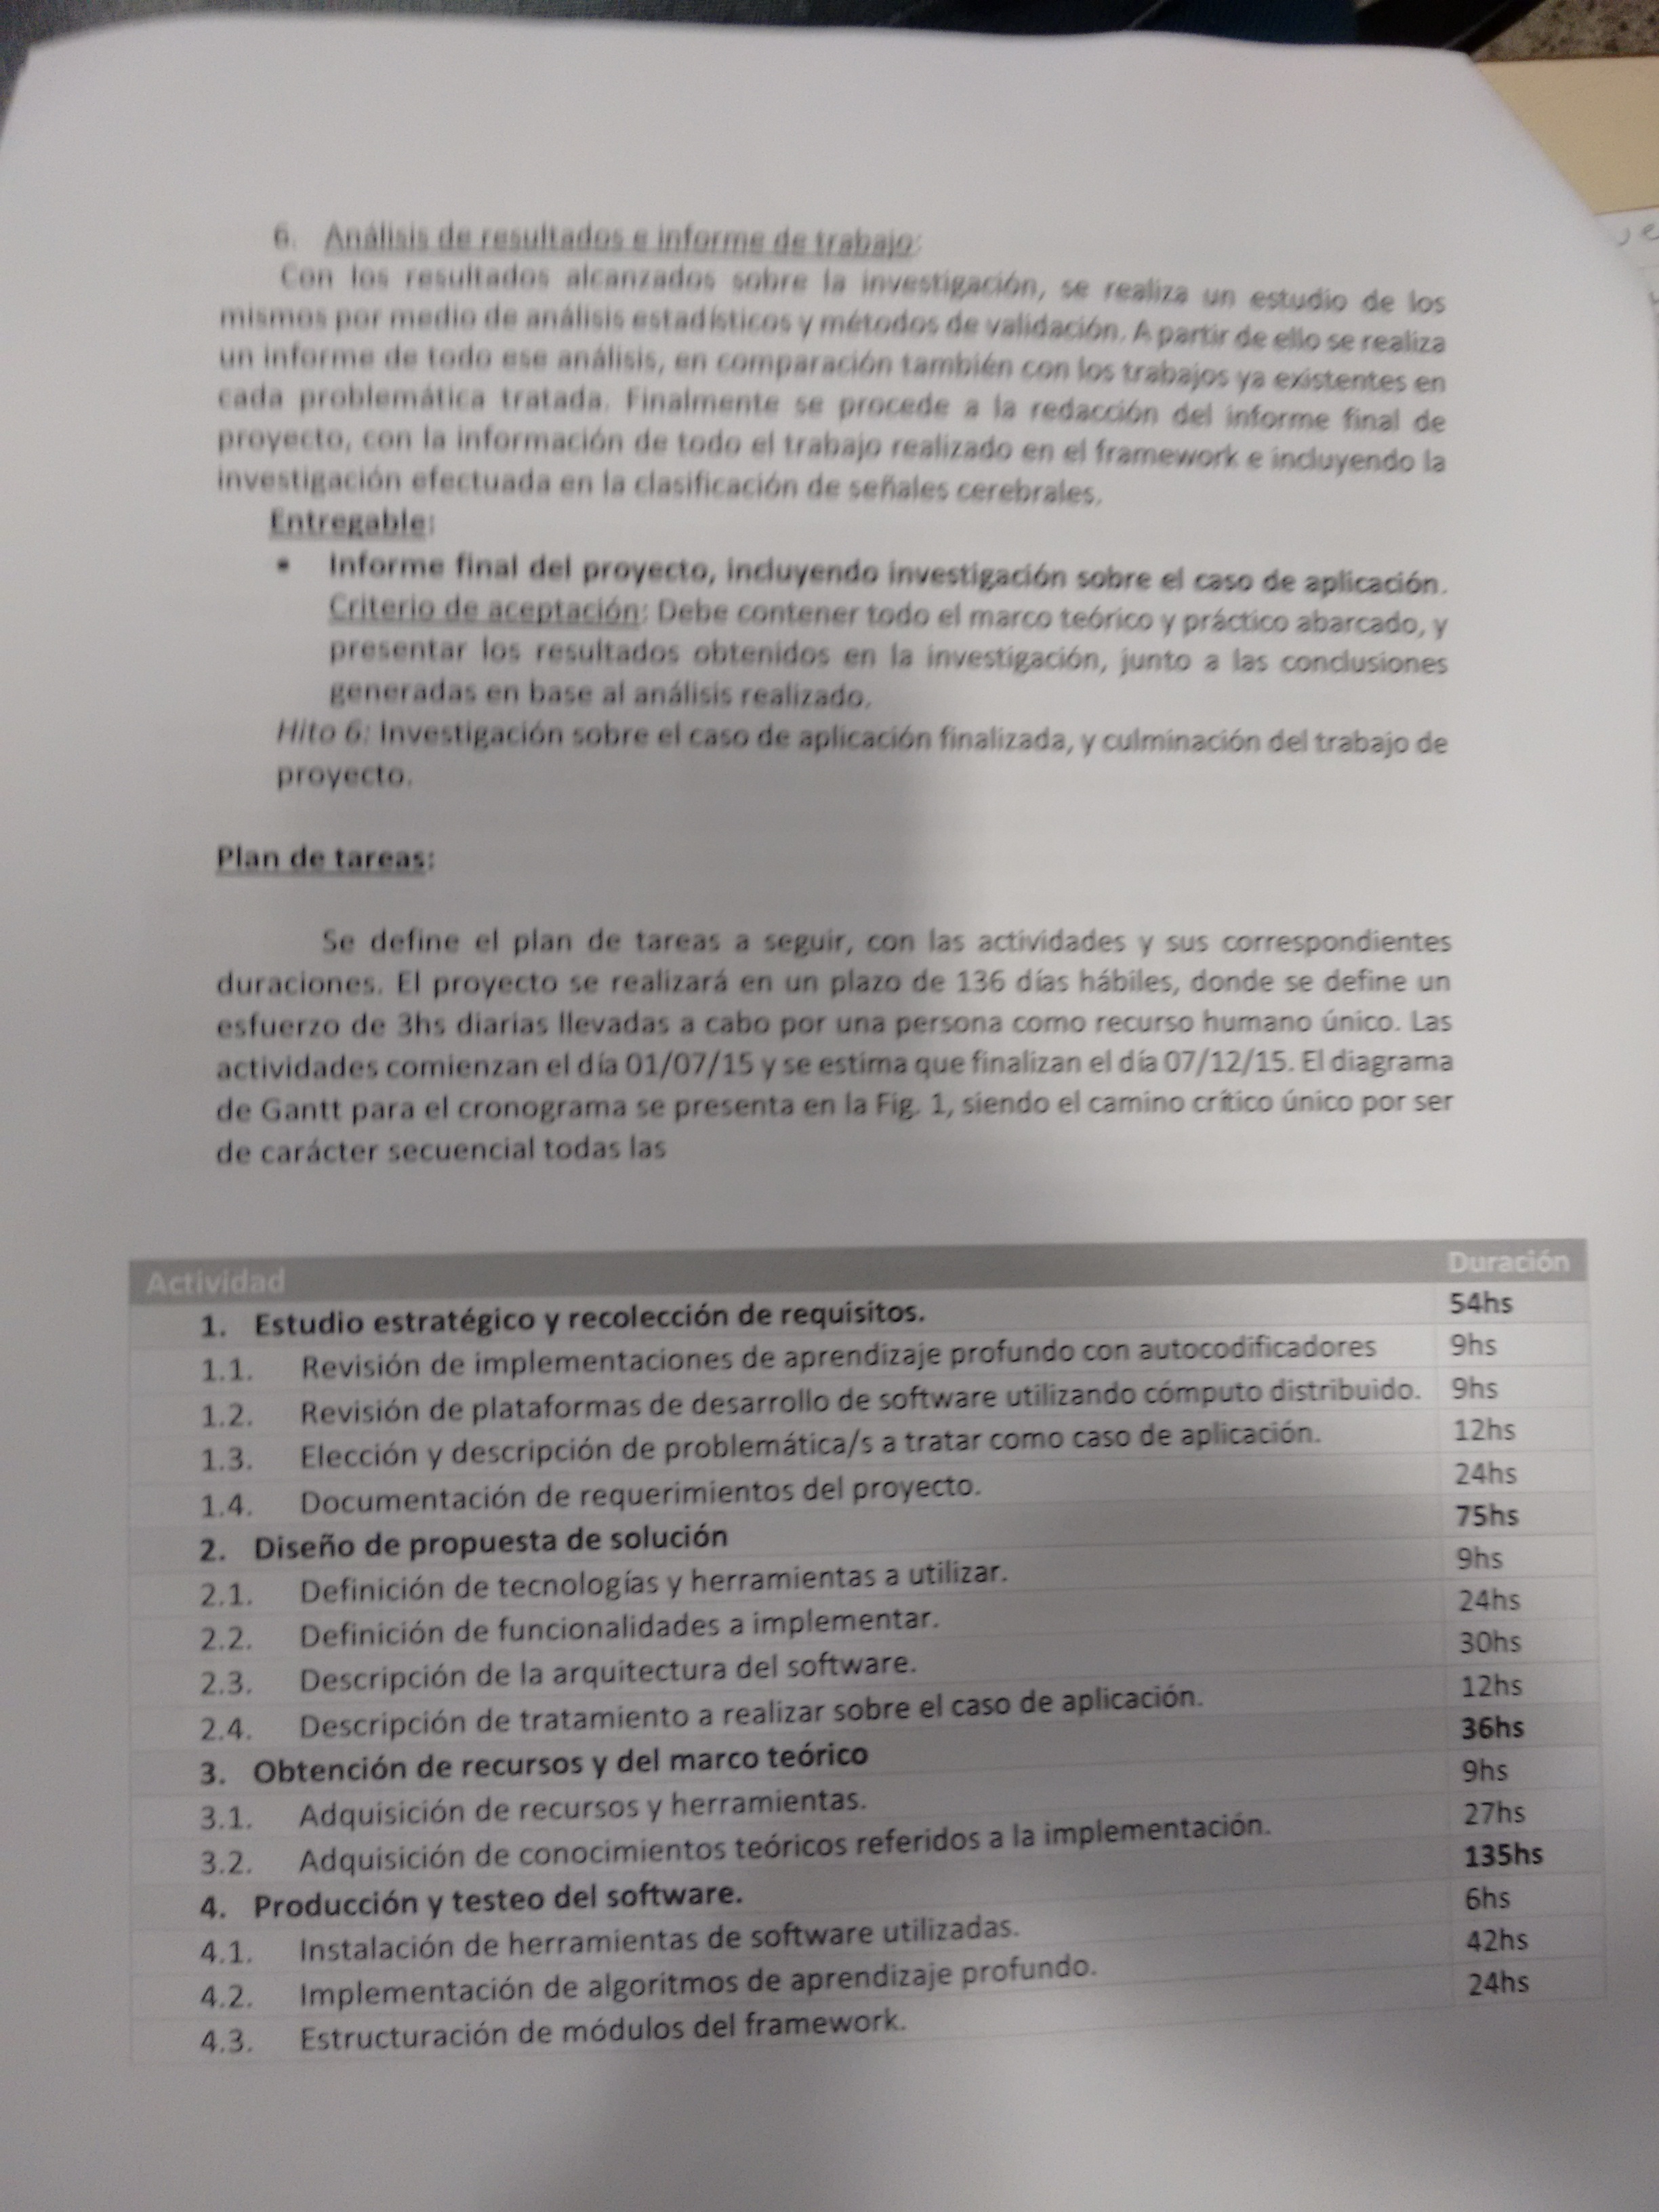 6. Análisis de resultados e informe de trabajo:
Con los resultados alcanzados sobre la investigación, se realiza un estudio de los
mismos por medio de análisis estadísticos y métodos de validación. A partir de ello se realiza
un informe de todo ese análisis, en comparación también con los trabajos ya existentes en
cada problemática tratada. Finalmente se procede a la redacción del informe final de
proyecto, con la información de todo el trabajo realizado en el framework e incluyendo la
investigación efectuada en la clasificación de señales cerebrales.
Entregable:
• Informe final del proyecto, incluyendo investigación sobre el caso de aplicación.
Criterio de aceptación: Debe contener todo el marco teórico y práctico abarcado, y
presentar los resultados obtenidos en la investigación, junto a las conclusiones
generadas en base al análisis realizado.
Hito 6: Investigación sobre el caso de aplicación finalizada, y culminación del trabajo de
proyecto.
Plan de tareas:
Se define el plan de tareas a seguir, con las actividades y sus correspondientes
duraciones. El proyecto se realizará en un plazo de 136 días hábiles, donde se define un
esfuerzo de 3hs diarias llevadas a cabo por una persona como recurso humano único. Las
actividades comienzan el día 01/07/15 y se estima que finalizan el día 07/12/15. El diagrama
de Gantt para el cronograma se presenta en la Fig. 1, siendo el camino crítico único por ser
de carácter secuencial todas las
Actividad Duración
1. Estudio estratégico y recolección de requisitos. 54hs
1.1. Revisión de implementaciones de aprendizaje profundo con autocodificadores 9hs
1.2. Revisión de plataformas de desarrollo de software utilizando cómputo distribuido. 9hs
1.3. Elección y descripción de problemática/s a tratar como caso de aplicación. 12hs
1.4. Documentación de requerimientos del proyecto. 24hs
2. Diseño de propuesta de solución 75hs
2.1. Definición de tecnologías y herramientas a utilizar. 9hs
2.2. Definición de funcionalidades a implementar. 24hs
2.3. Descripción de la arquitectura del software. 30hs
2.4. Descripción de tratamiento a realizar sobre el caso de aplicación. 12hs
3. Obtención de recursos y del marco teórico 36hs
3.1. Adquisición de recursos y herramientas. 9hs
3.2. Adquisición de conocimientos teóricos referidos a la implementación. 27hs
4. Producción y testeo del software. 135hs
4.1. Instalación de herramientas de software utilizadas. 6hs
4.2. Implementación de algoritmos de aprendizaje profundo. 42hs
4.3. Estructuración de módulos del framework. 24hs